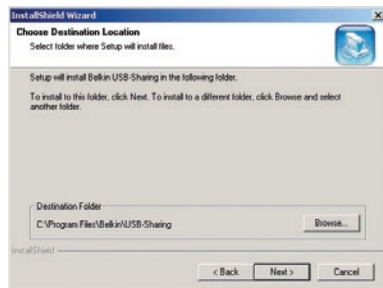 InstallShield Wizard
Choose Destination Location
Select folder where Setup will install files.
Setup will install Belkin USB-Sharing in the following folder.
To install to this folder, click Next. To install to a different folder, click Browse and select
another folder.
Destination Folder
C:\Program Files\Belkin\USB-Sharing
Browse...
InstallShield
< Back
Next >
Cancel